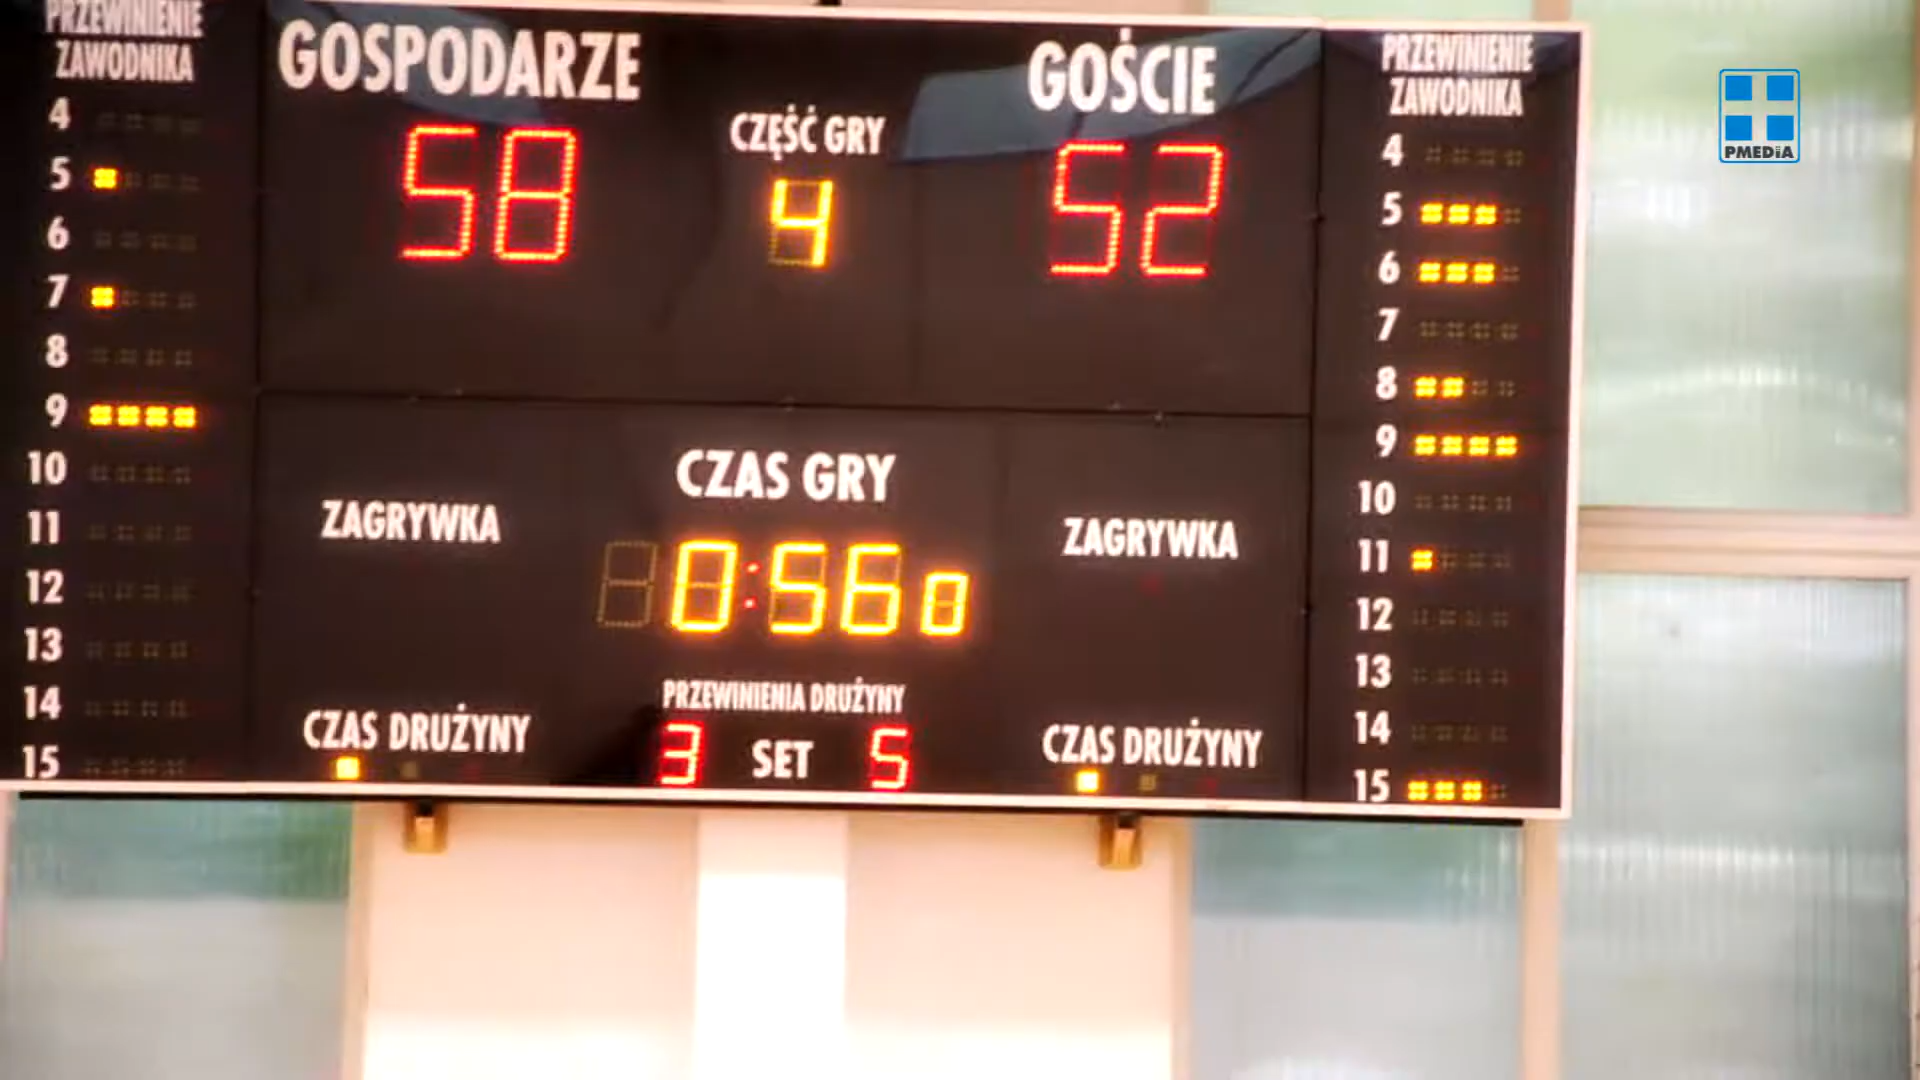 PRZEWINIENIE
ZAWODNIKA
4
5
6
7
8
9
10
11
12
13
14
15
GOSPODARZE
58
CZĘŚĆ GRY
4
GOŚCIE
52
CZAS GRY
0:56 0
ZAGRYWKA
ZAGRYWKA
CZAS DRUŻYNY
PRZEWINIENIA DRUŻYNY
3 SET 5
CZAS DRUŻYNY
PRZEWINIENIE
ZAWODNIKA
4
5
6
7
8
9
10
11
12
13
14
15
PMEDiA